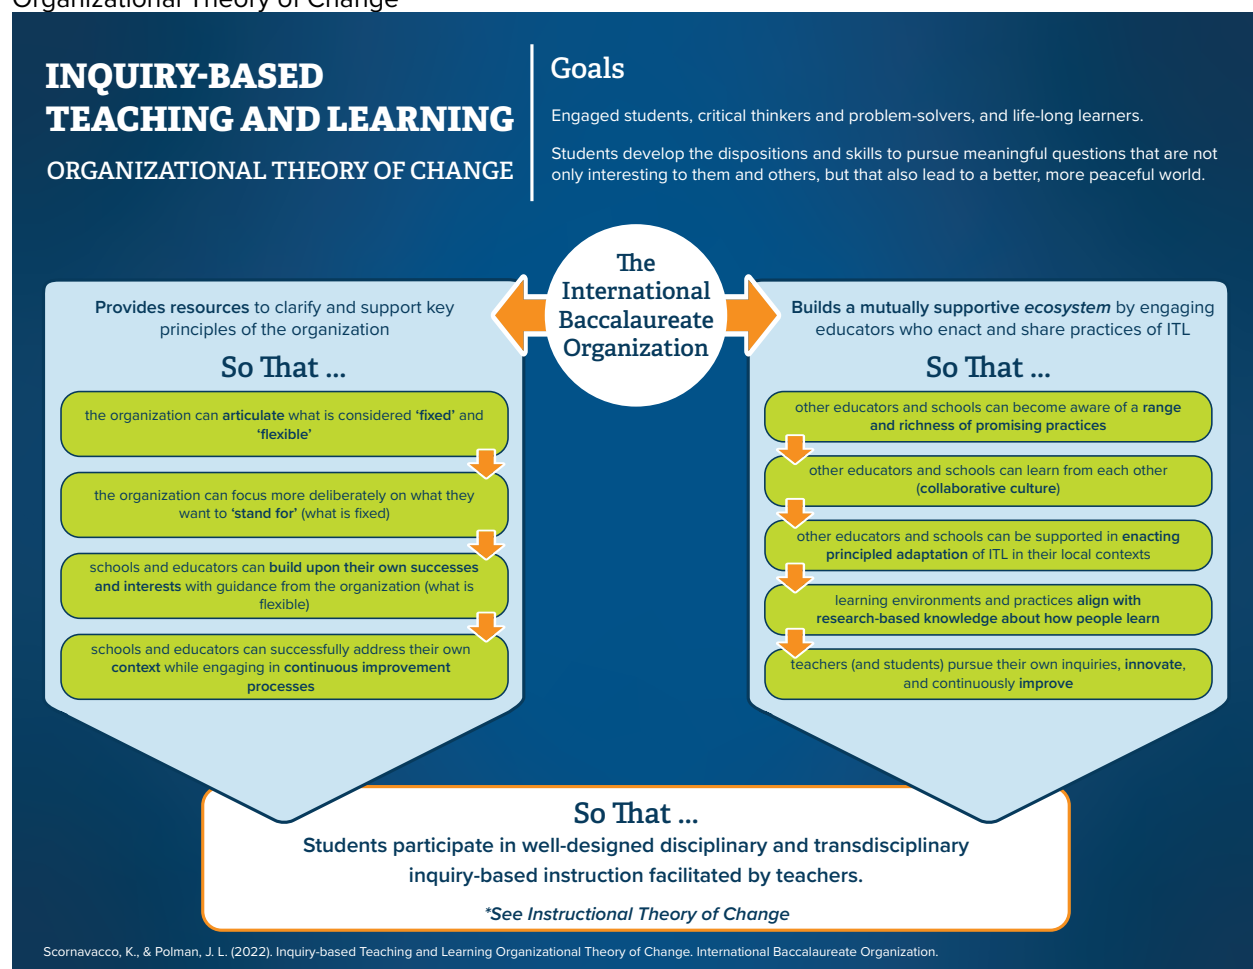 Organizational Theory of Change
INQUIRY-BASED
TEACHING AND LEARNING
ORGANIZATIONAL THEORY OF CHANGE
Goals
Engaged students, critical thinkers and problem-solvers, and life-long learners.
Students develop the dispositions and skills to pursue meaningful questions that are not
only interesting to them and others, but that also lead to a better, more peaceful world.
The
International
Baccalaureate
Organization
Provides resources to clarify and support key
principles of the organization
So That ...
the organization can articulate what is considered ‘fixed’ and
‘flexible’
the organization can focus more deliberately on what they
want to ‘stand for’ (what is fixed)
schools and educators can build upon their own successes
and interests with guidance from the organization (what is
flexible)
schools and educators can successfully address their own
context while engaging in continuous improvement
processes
Builds a mutually supportive ecosystem by engaging
educators who enact and share practices of ITL
So That ...
other educators and schools can become aware of a range
and richness of promising practices
other educators and schools can learn from each other
(collaborative culture)
other educators and schools can be supported in enacting
principled adaptation of ITL in their local contexts
learning environments and practices align with
research-based knowledge about how people learn
teachers (and students) pursue their own inquiries, innovate,
and continuously improve
So That ...
Students participate in well-designed disciplinary and transdisciplinary
inquiry-based instruction facilitated by teachers.
*See Instructional Theory of Change
Scornavacco, K., & Polman, J. L. (2022). Inquiry-based Teaching and Learning Organizational Theory of Change. International Baccalaureate Organization.